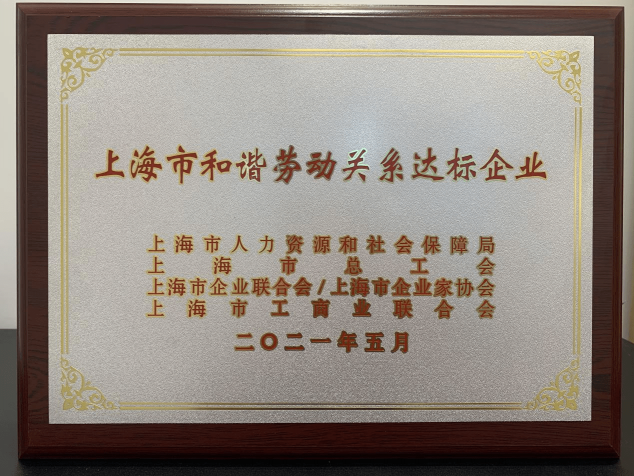 上海市和谐劳动关系达标企业
上海市人力资源和社会保障局
上海市总工会
上海市企业联合会/上海市企业家协会
上海市工商业联合会
二〇二一年五月